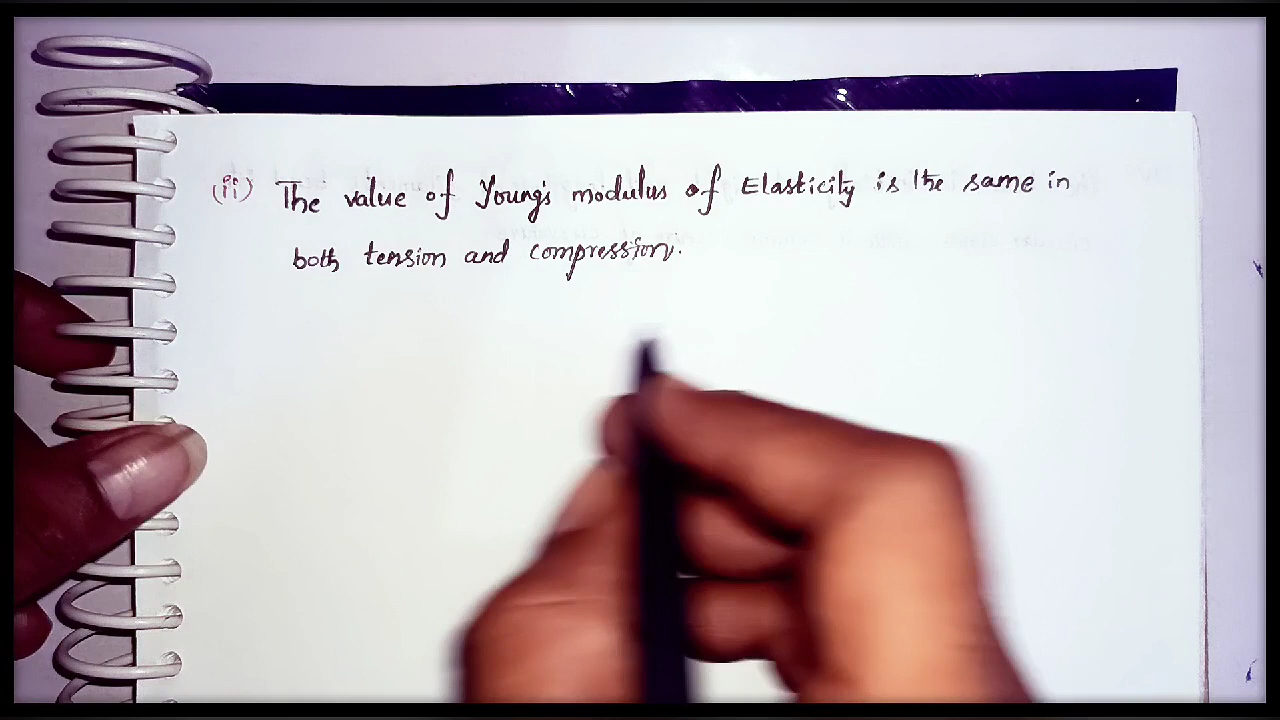 (ii) The value of Young's modulus of Elasticity is the same in
both tension and compression.